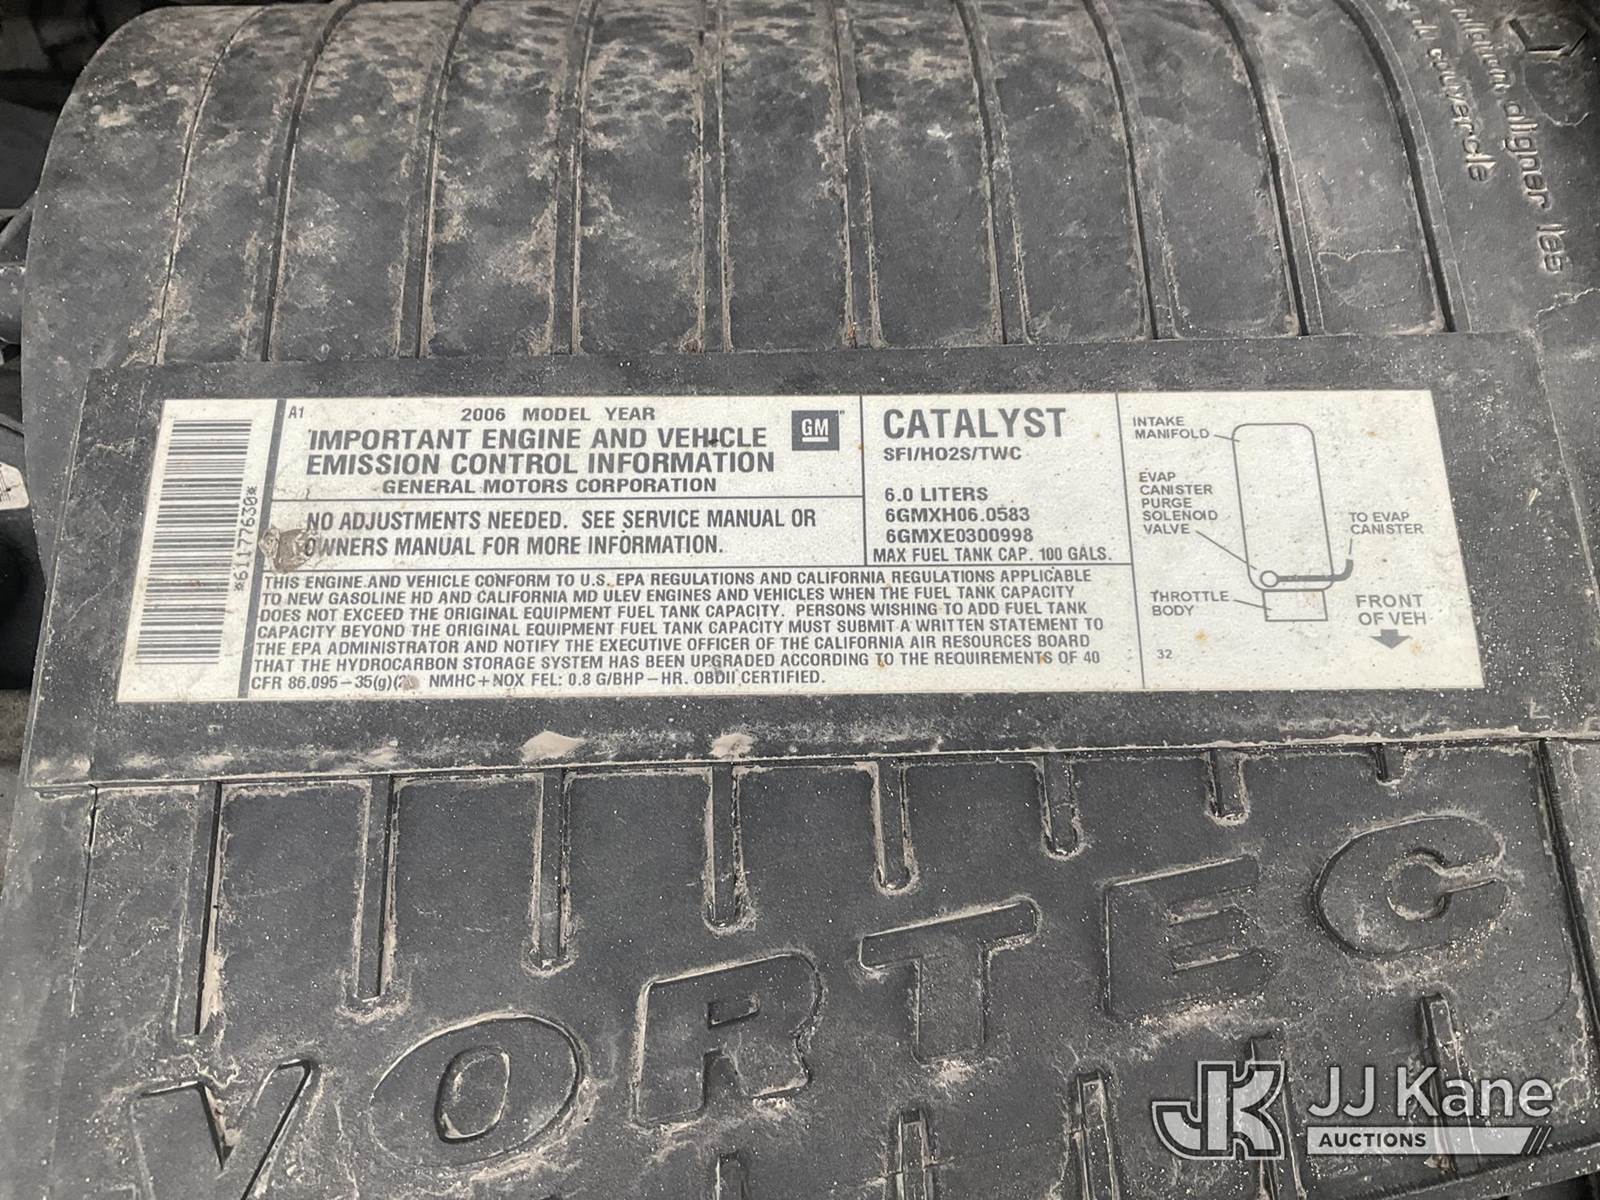 alligners aligner les
du couvercle
*61177630*
A1
2006 MODEL YEAR
IMPORTANT ENGINE AND VEHICLE
EMISSION CONTROL INFORMATION
GENERAL MOTORS CORPORATION
GM
NO ADJUSTMENTS NEEDED. SEE SERVICE MANUAL OR
OWNERS MANUAL FOR MORE INFORMATION.
CATALYST
SFI/HO2S/TWC
6.0 LITERS
6GMXH06.0583
6GMXE0300998
MAX FUEL TANK CAP. 100 GALS.
THIS ENGINE AND VEHICLE CONFORM TO U.S. EPA REGULATIONS AND CALIFORNIA REGULATIONS APPLICABLE
TO NEW GASOLINE HD AND CALIFORNIA MD ULEV ENGINES AND VEHICLES WHEN THE FUEL TANK CAPACITY
DOES NOT EXCEED THE ORIGINAL EQUIPMENT FUEL TANK CAPACITY. PERSONS WISHING TO ADD FUEL TANK
CAPACITY BEYOND THE ORIGINAL EQUIPMENT FUEL TANK CAPACITY MUST SUBMIT A WRITTEN STATEMENT TO
THE EPA ADMINISTRATOR AND NOTIFY THE EXECUTIVE OFFICER OF THE CALIFORNIA AIR RESOURCES BOARD
THAT THE HYDROCARBON STORAGE SYSTEM HAS BEEN UPGRADED ACCORDING TO THE REQUIREMENTS OF 40
CFR 86.095-35(g)(2) NMHC+NOX FEL: 0.8 G/BHP-HR. OBDII CERTIFIED.
INTAKE
MANIFOLD
EVAP
CANISTER
PURGE
SOLENOID
VALVE
TO EVAP
CANISTER
THROTTLE
BODY
FRONT
OF VEH
32
VORTEC
JJ Kane
AUCTIONS